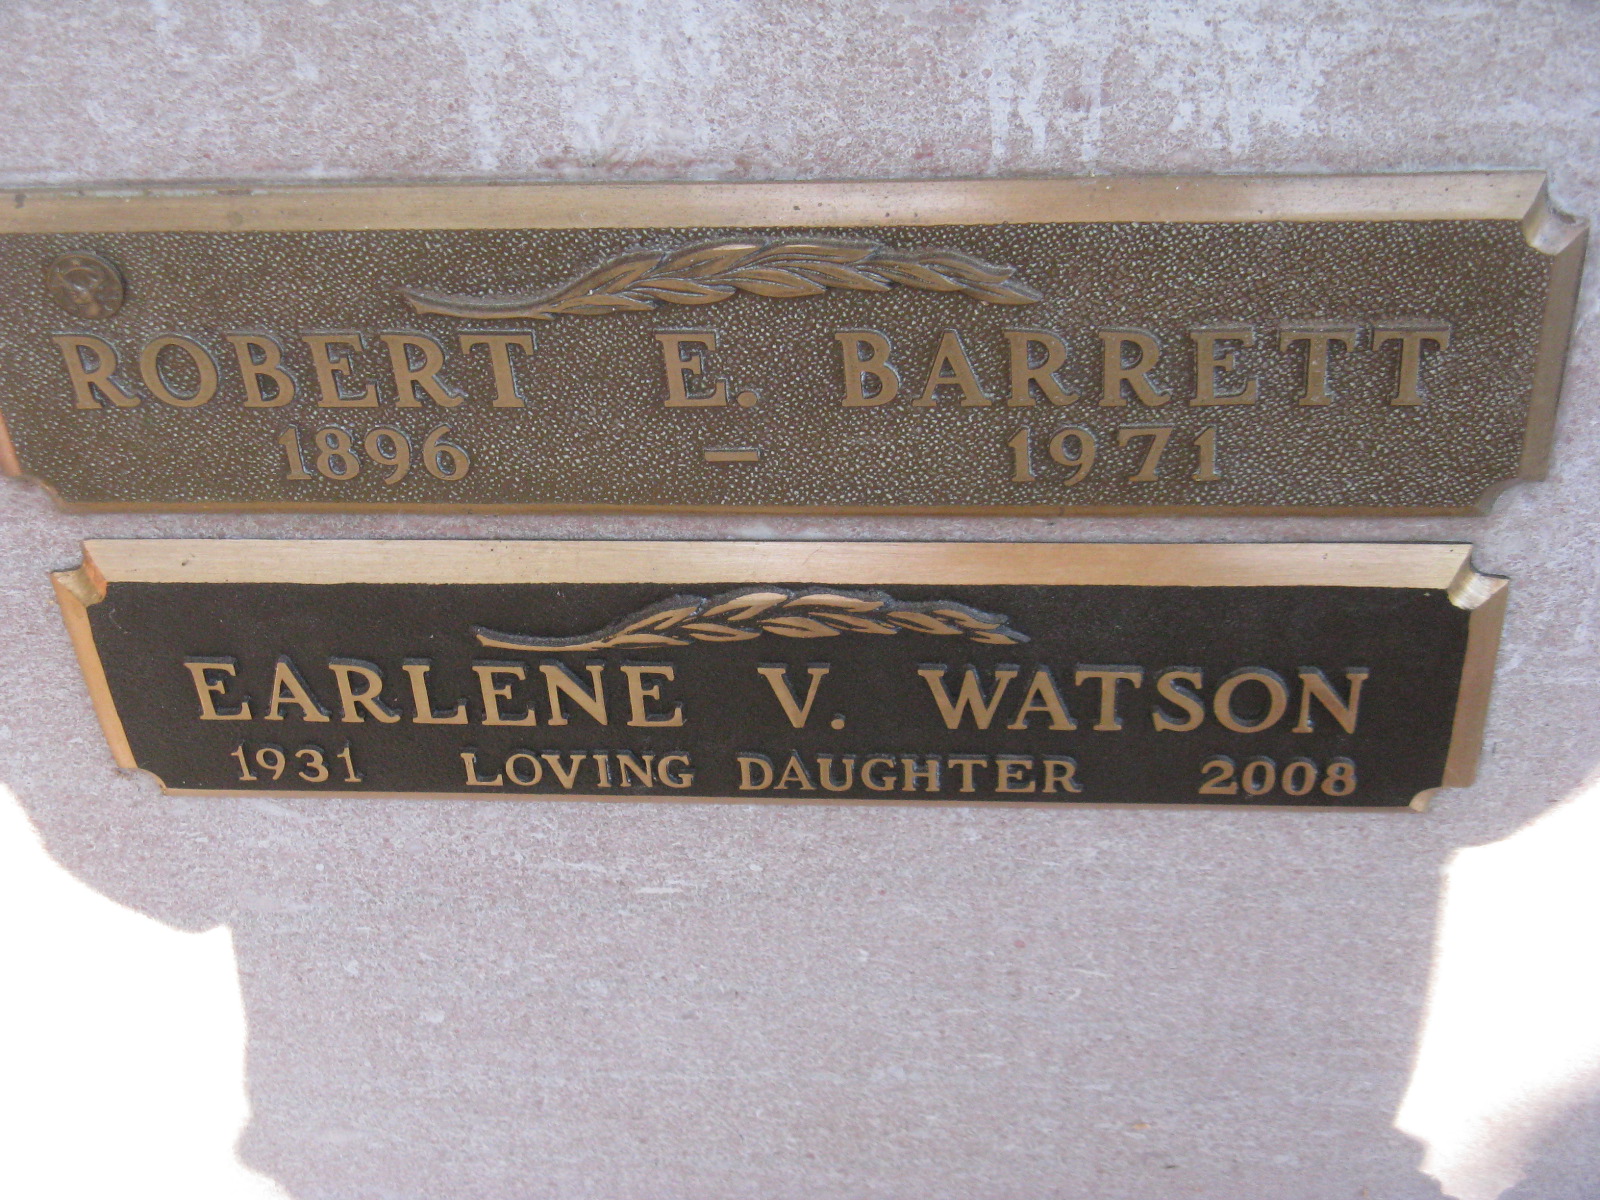 ROBERT E. BARRETT
1896 – 1971
EARLENE V. WATSON
1931 LOVING DAUGHTER 2008